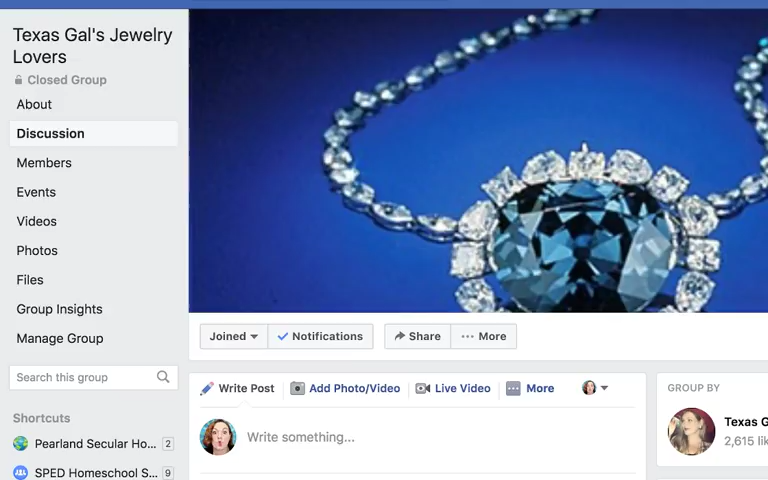 Texas Gal's Jewelry
Lovers
Closed Group
About
Discussion
Members
Events
Videos
Photos
Files
Group Insights
Manage Group
Search this group
Shortcuts
Pearland Secular Ho... 2
SPED Homeschool S... 9
Joined Notifications Share ... More
Write Post Add Photo/Video Live Video More
Write something...
GROUP BY
Texas G
2,615 lik